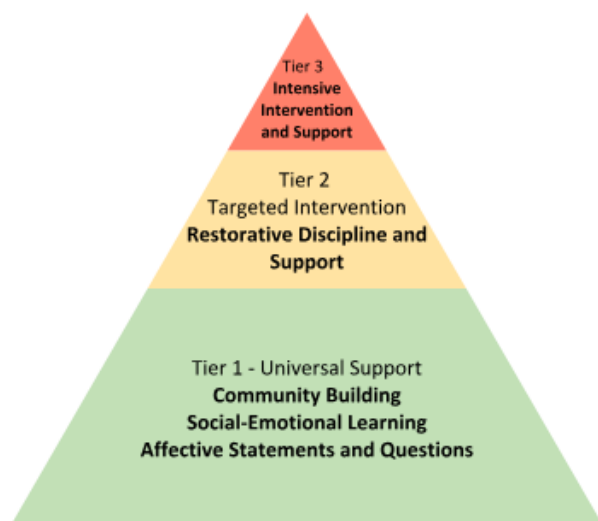 Tier 3
Intensive
Intervention
and Support
Tier 2
Targeted Intervention
Restorative Discipline and
Support
Tier 1 - Universal Support
Community Building
Social-Emotional Learning
Affective Statements and Questions